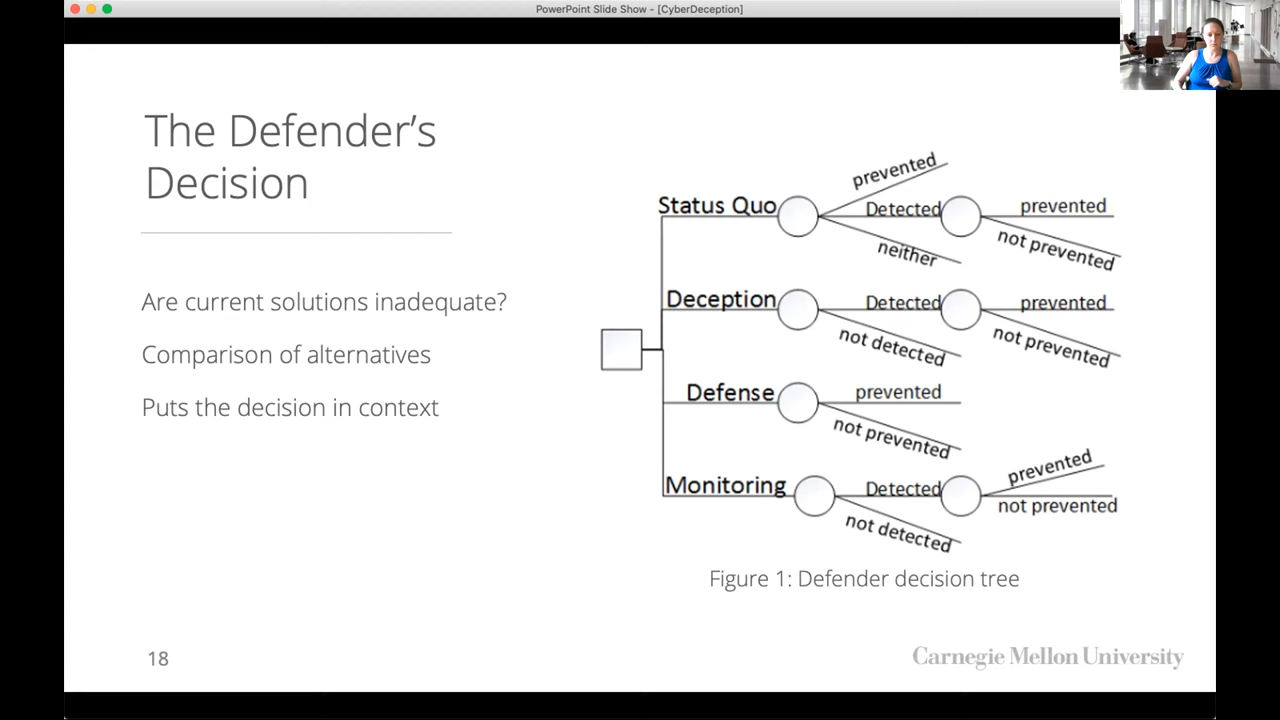 PowerPoint Slide Show - [CyberDeception]
The Defender's
Decision
Are current solutions inadequate?
Comparison of alternatives
Puts the decision in context
Status Quo
prevented
Detected
neither
prevented
not prevented
Deception
Detected
not detected
prevented
not prevented
Defense
prevented
not prevented
Monitoring
Detected
not detected
prevented
not prevented
Figure 1: Defender decision tree
18
Carnegie Mellon University